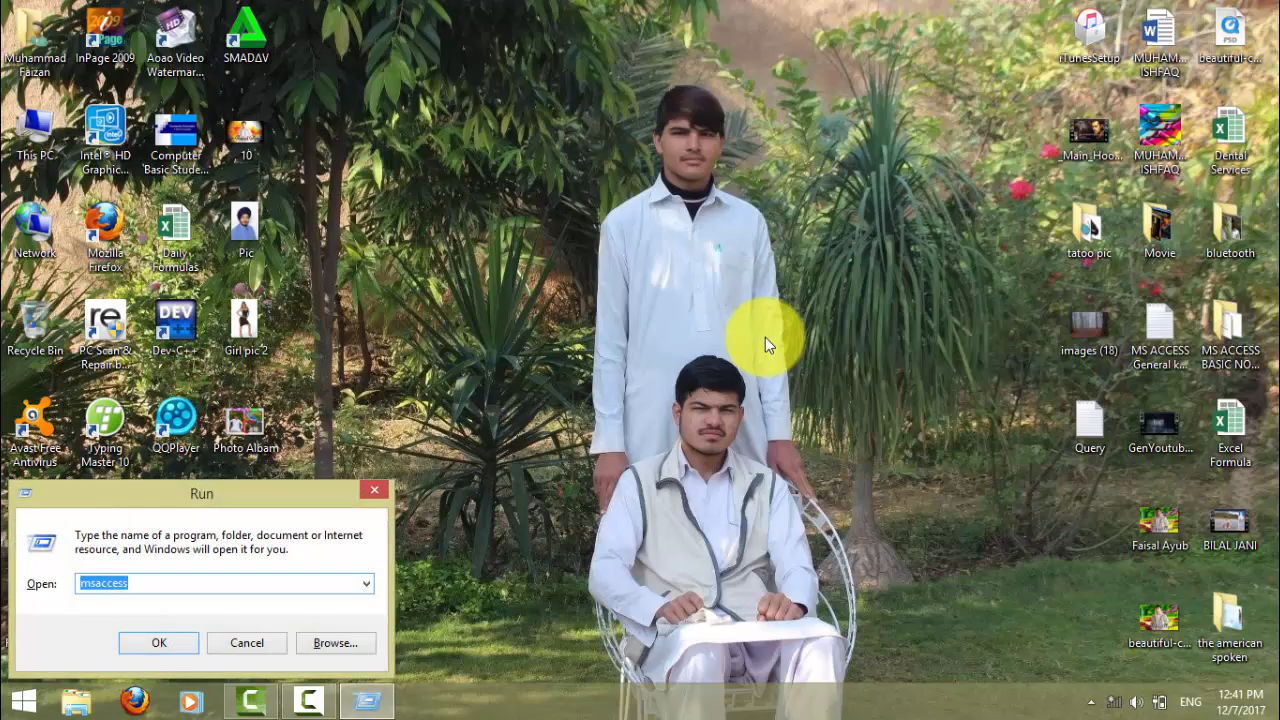 Muhammad
Faizan
InPage 2009
Aoao Video
Watermar...
SMADΔV
iTunesSetup
MUHAM...
ISHFAQ
beautiful-c...
This PC
Intel® HD
Graphic...
Computer
Basic Stude...
10
_Main_Hoo...
MUHAM...
ISHFAQ
Dental
Services
Network
Mozilla
Firefox
Daily
Formulas
Pic
tatoo pic
Movie
bluetooth
Recycle Bin
PC Scan &
Repair b...
Dev-C++
Girl pic 2
images (18)
MS ACCESS
General k...
MS ACCESS
BASIC NO...
Avast Free
Antivirus
Typing
Master 10
QQPlayer
Photo Albam
Query
GenYoutub...
Excel
Formula
Run
Type the name of a program, folder, document or Internet
resource, and Windows will open it for you.
Open:
msaccess
OK
Cancel
Browse...
Faisal Ayub
BILAL JANI
beautiful-c...
the american
spoken
ENG
12:41 PM
12/7/2017